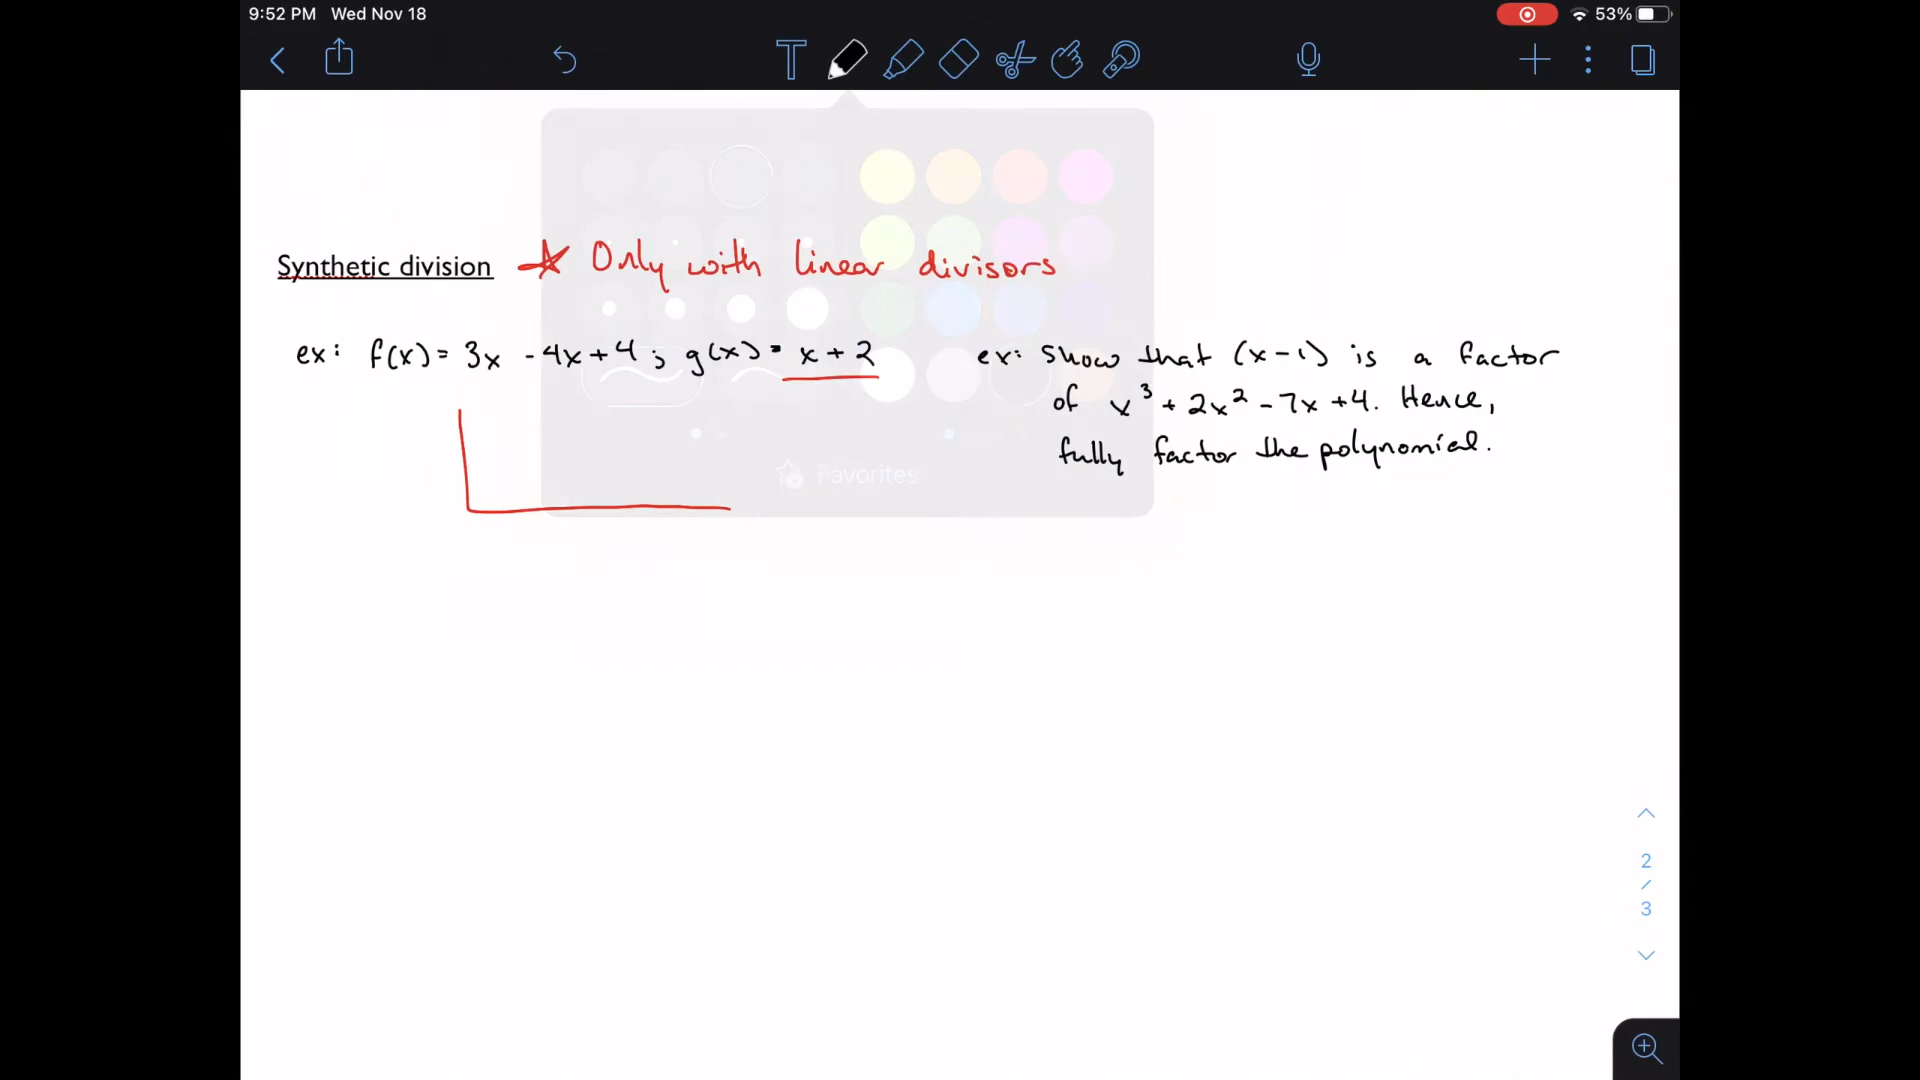 9:52 PM Wed Nov 18
53%
Synthetic division ★ Only with linear divisors
ex: f(x) = 3x - 4x + 4 ; g(x) = x + 2
ex: show that (x - 1) is a factor
of x³ + 2x² - 7x + 4. Hence,
fully factor the polynomial.
Favorites
2
/
3